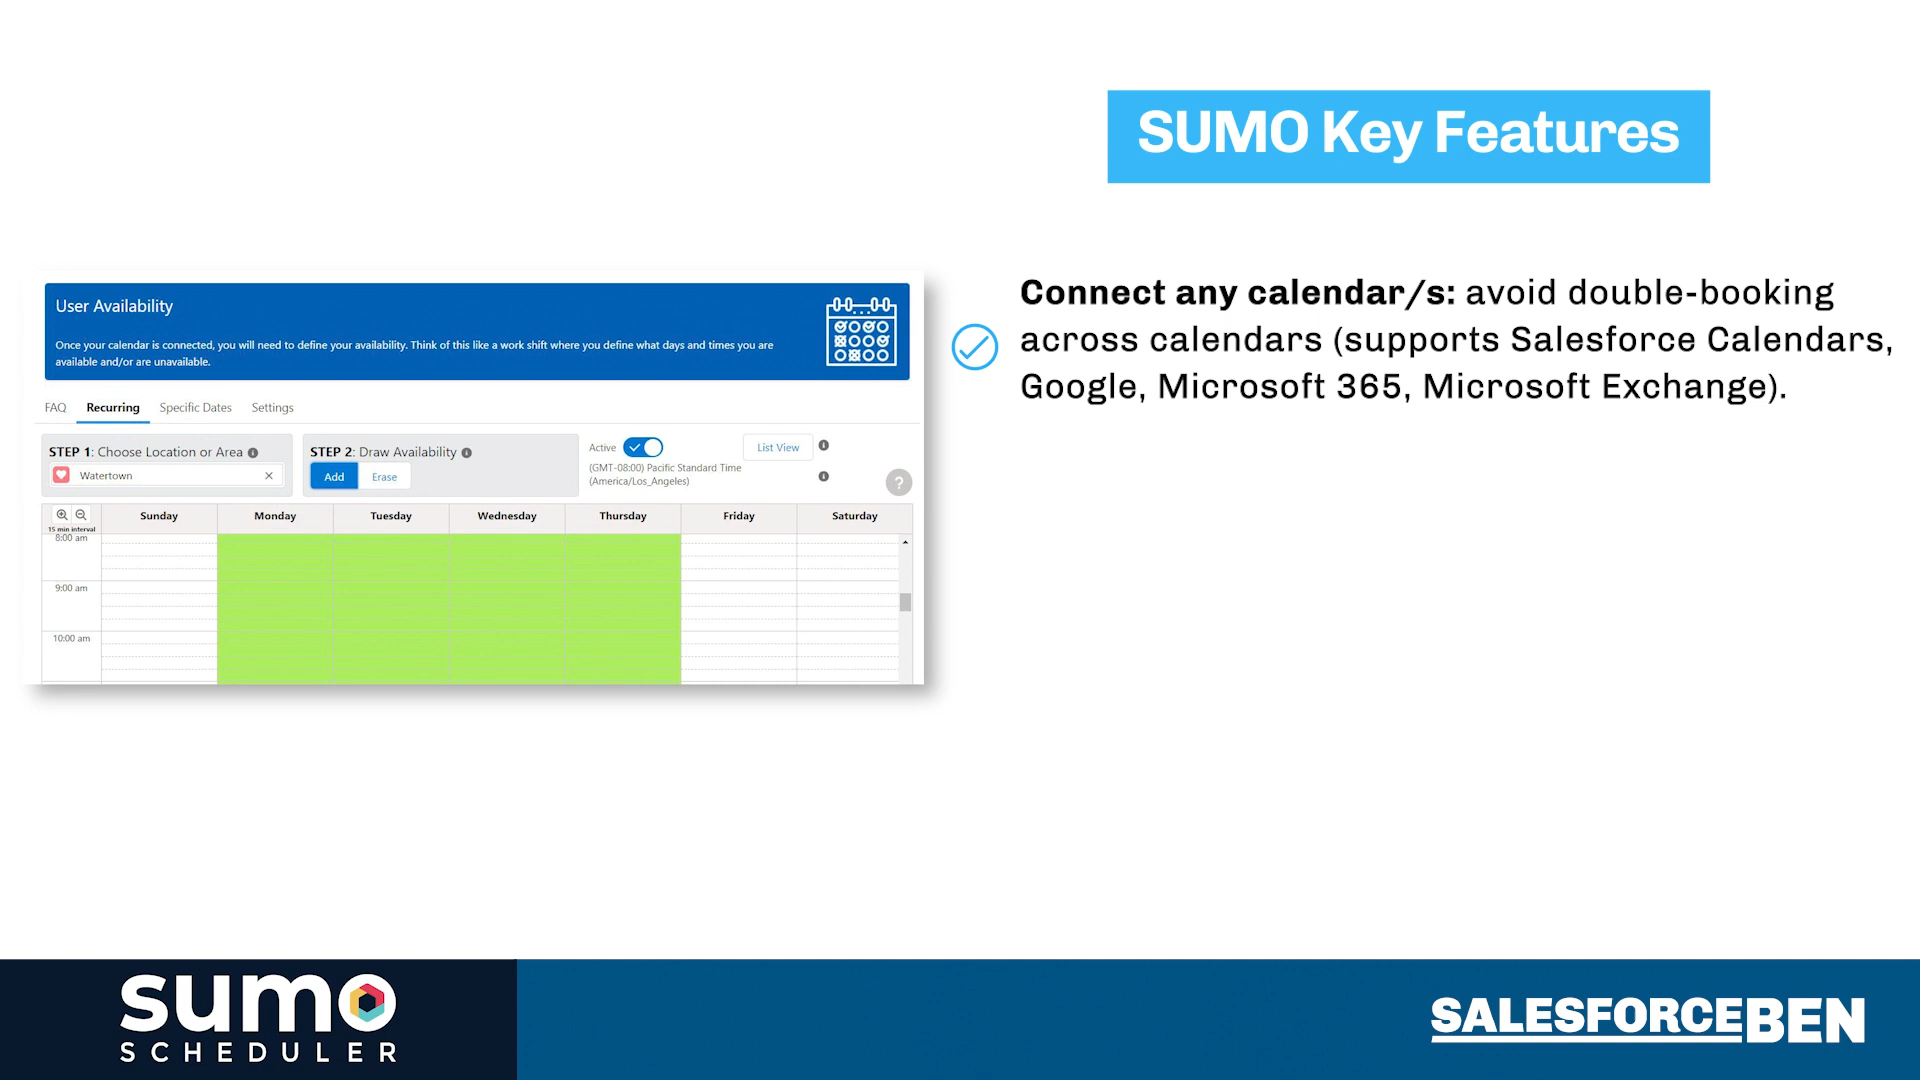 SUMO Key Features
User Availability
Once your calendar is connected, you will need to define your availability. Think of this like a work shift where you define what days and times you are
available and/or are unavailable.
FAQ Recurring Specific Dates Settings
STEP 1: Choose Location or Area
Watertown
STEP 2: Draw Availability
Add Erase
Active
List View
(GMT-08:00) Pacific Standard Time
(America/Los_Angeles)
?
15 min interval
Sunday Monday Tuesday Wednesday Thursday Friday Saturday
8:00 am
9:00 am
10:00 am
Connect any calendar/s: avoid double-booking
across calendars (supports Salesforce Calendars,
Google, Microsoft 365, Microsoft Exchange).
sumo
SCHEDULER
SALESFORCEBEN